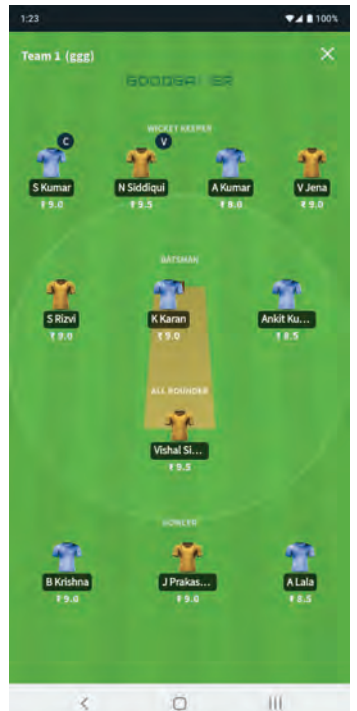 1:23 100%
Team 1 (ggg)
WICKET KEEPER
C V
S Kumar N Siddiqui A Kumar V Jena
₹ 9.0 ₹ 9.5 ₹ 8.0 ₹ 9.0
BATSMAN
S Rizvi K Karan Ankit Ku...
₹ 9.0 ₹ 9.0 ₹ 8.5
ALL ROUNDER
Vishal Si...
₹ 9.5
BOWLER
B Krishna J Prakas... A Lala
₹ 9.0 ₹ 9.0 ₹ 8.5